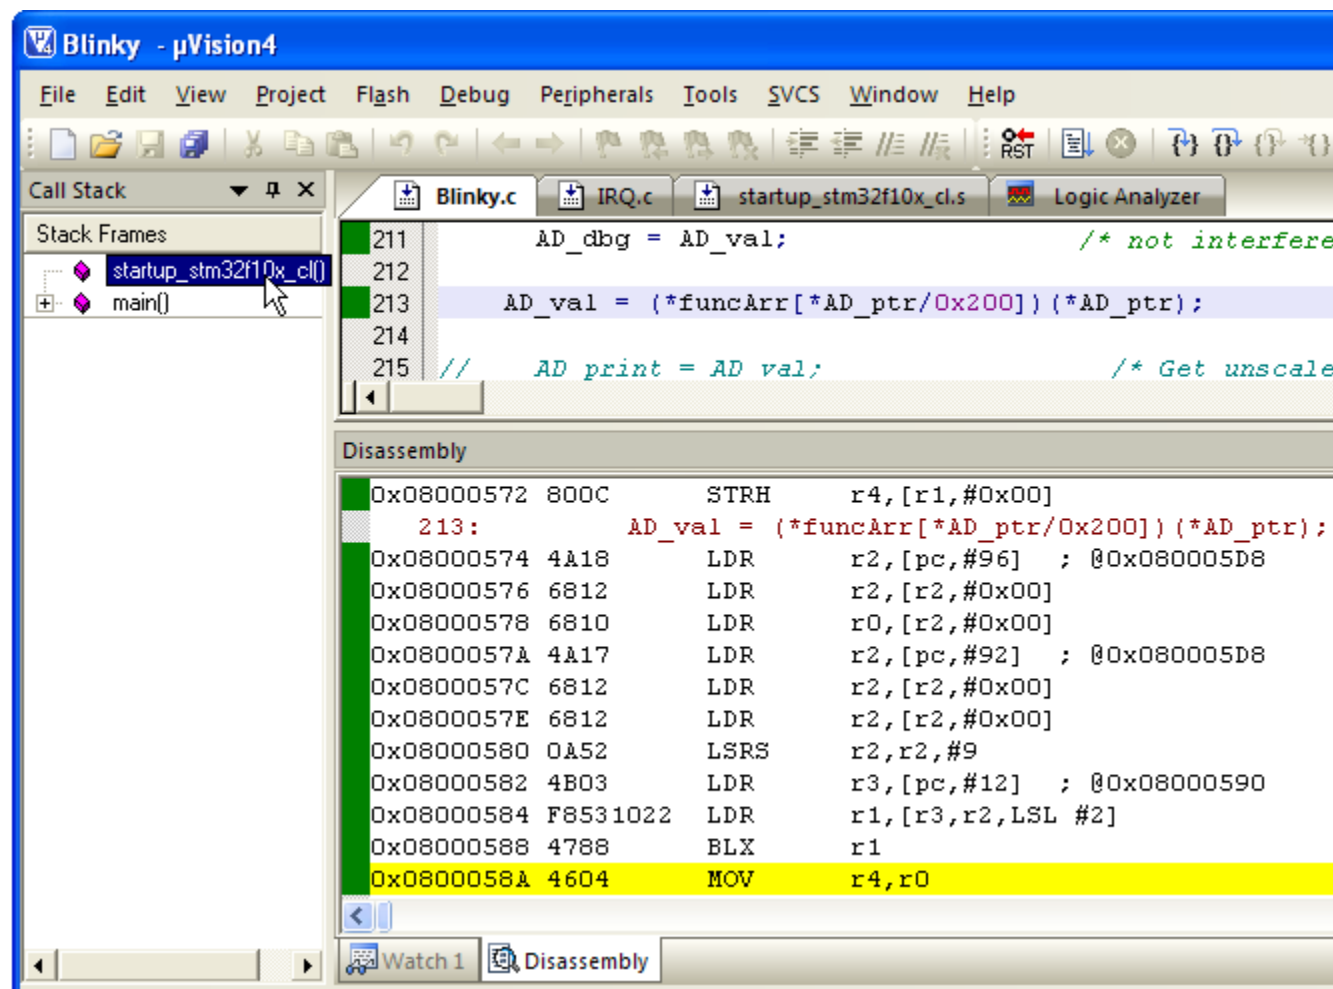 Blinky - µVision4
File Edit View Project Flash Debug Peripherals Tools SVCS Window Help
RST
Call Stack
Stack Frames
startup_stm32f10x_cl()
main()
Blinky.c IRQ.c startup_stm32f10x_cl.s Logic Analyzer
211 AD_dbg = AD_val; /* not interfere
212
213 AD_val = (*funcArr[*AD_ptr/0x200])(*AD_ptr);
214
215 // AD_print = AD_val; /* Get unscale
Disassembly
0x08000572 800C STRH r4,[r1,#0x00]
213: AD_val = (*funcArr[*AD_ptr/0x200])(*AD_ptr);
0x08000574 4A18 LDR r2,[pc,#96] ; @0x080005D8
0x08000576 6812 LDR r2,[r2,#0x00]
0x08000578 6810 LDR r0,[r2,#0x00]
0x0800057A 4A17 LDR r2,[pc,#92] ; @0x080005D8
0x0800057C 6812 LDR r2,[r2,#0x00]
0x0800057E 6812 LDR r2,[r2,#0x00]
0x08000580 0A52 LSRS r2,r2,#9
0x08000582 4B03 LDR r3,[pc,#12] ; @0x08000590
0x08000584 F8531022 LDR r1,[r3,r2,LSL #2]
0x08000588 4788 BLX r1
0x0800058A 4604 MOV r4,r0
Watch 1 Disassembly